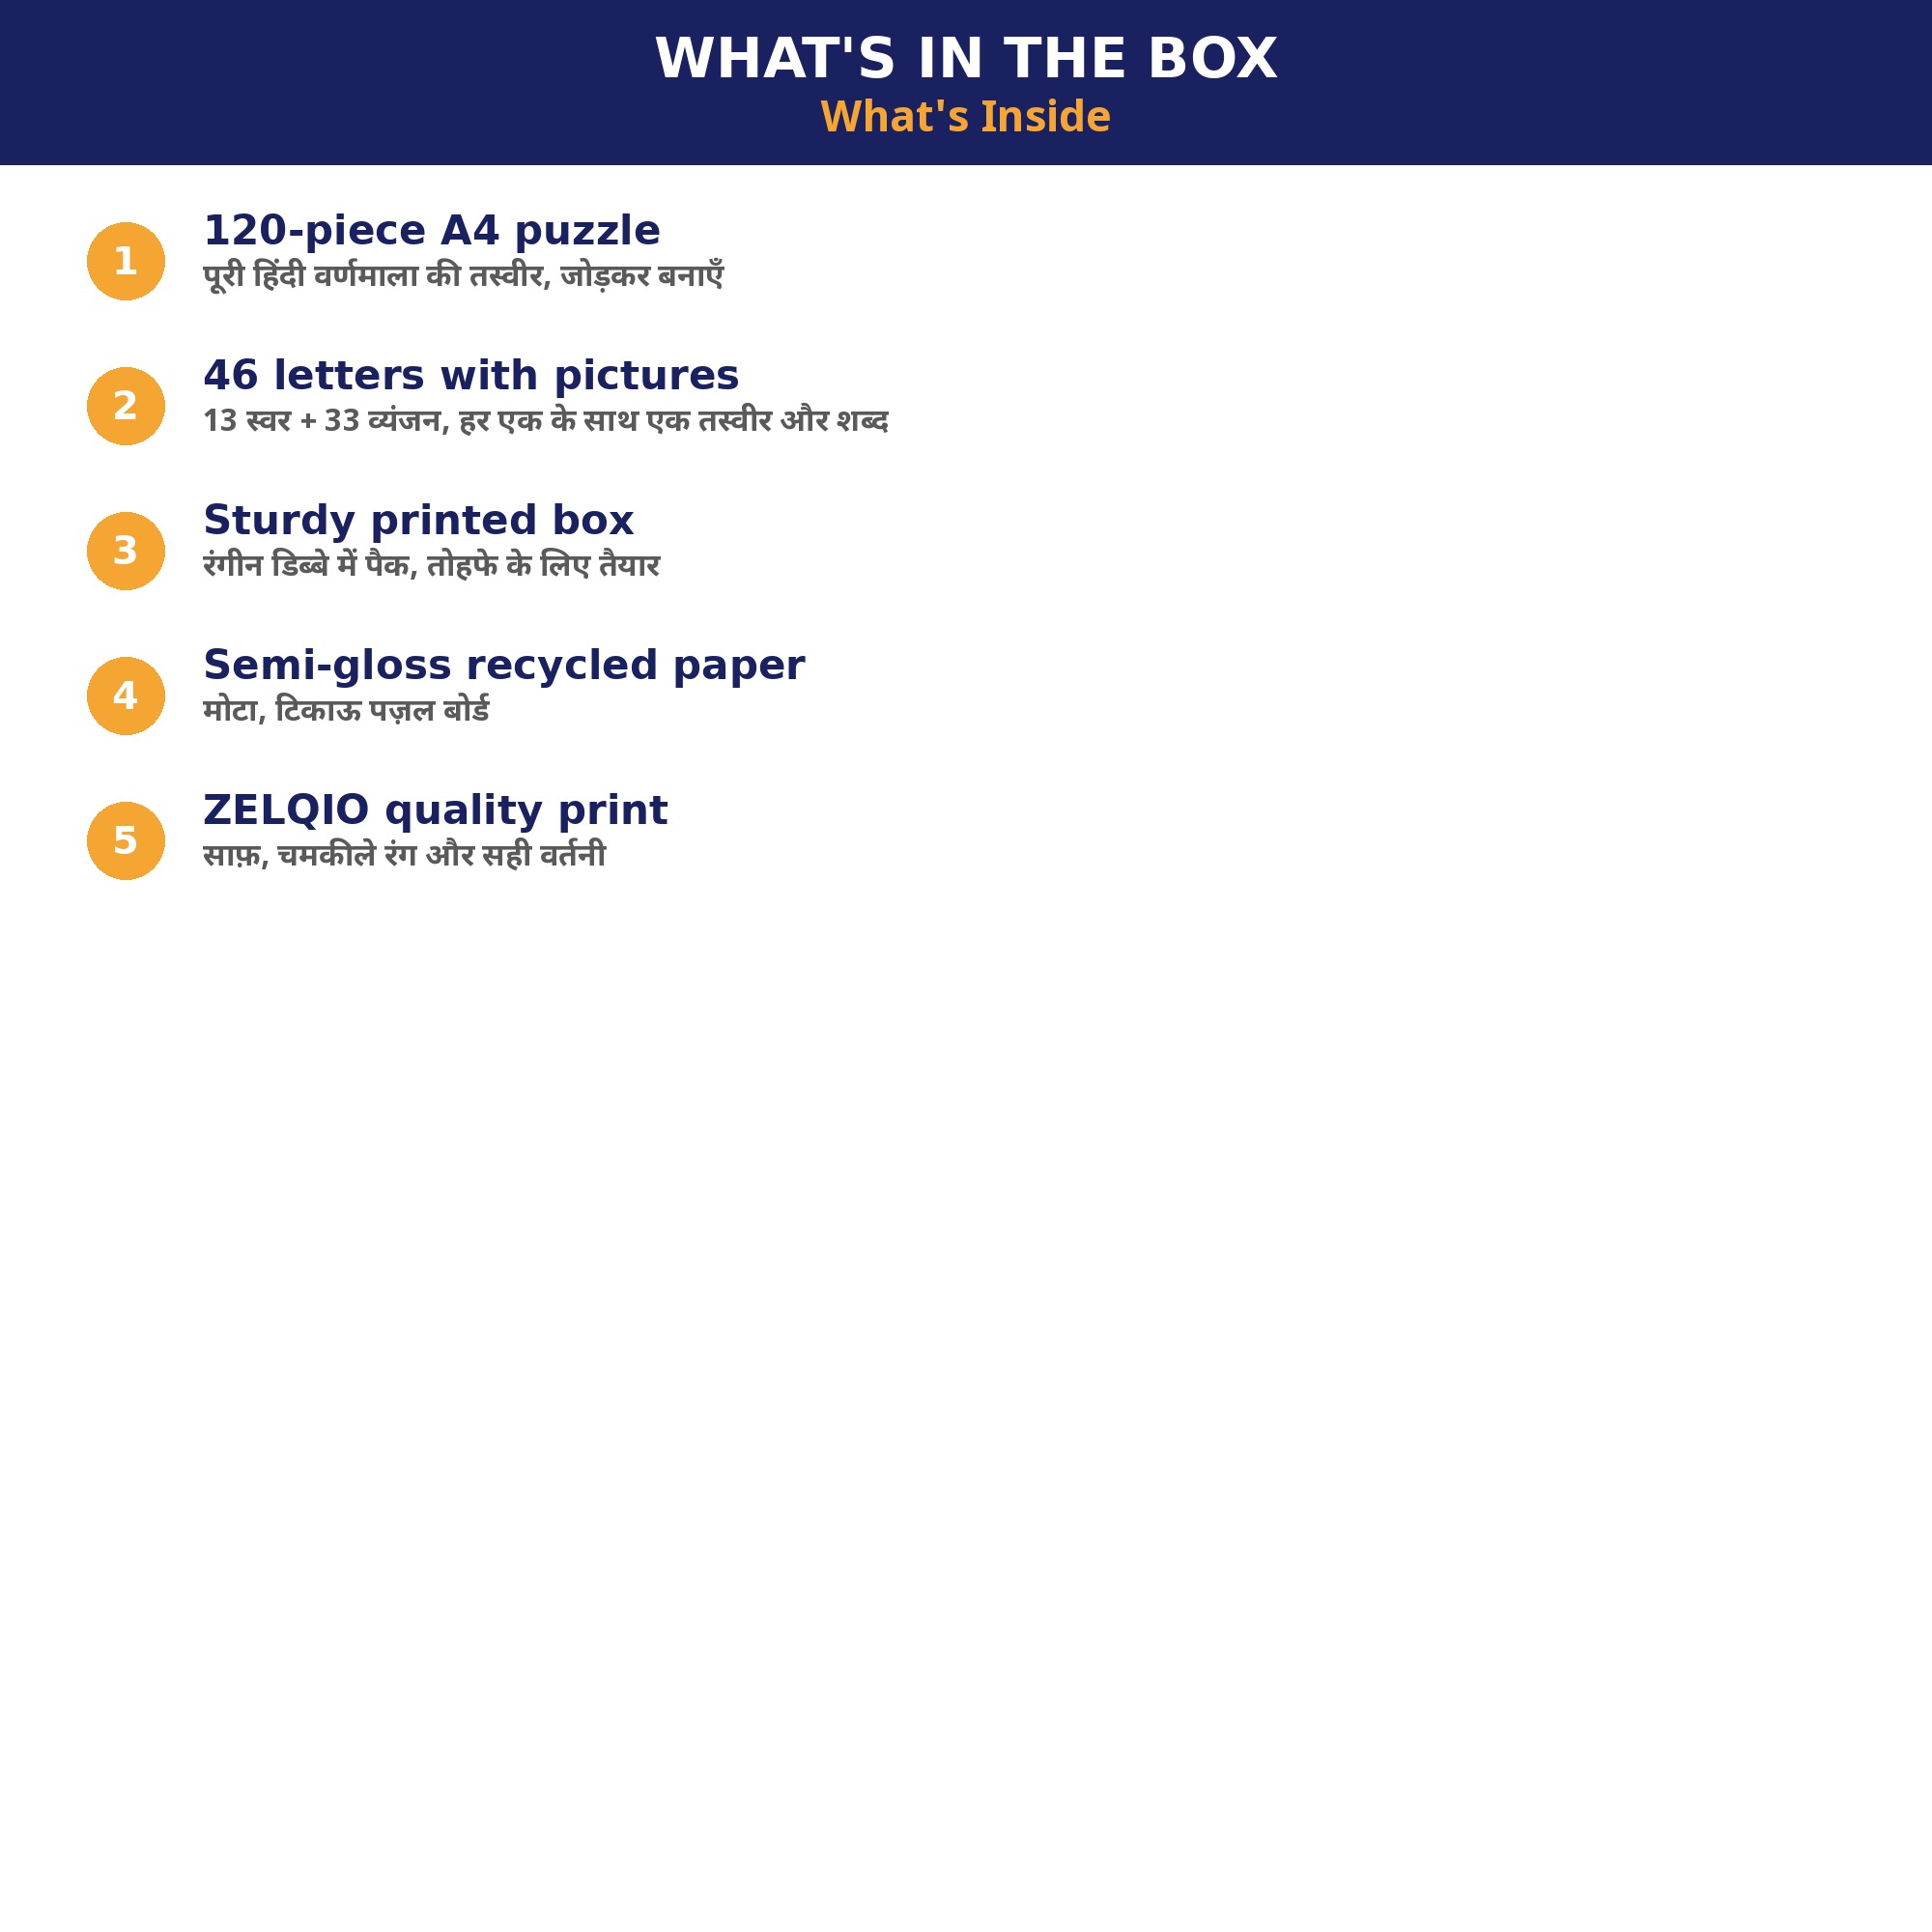 WHAT'S IN THE BOX
What's Inside
1
120-piece A4 puzzle
पूरी हिंदी वर्णमाला की तस्वीर, जोड़कर बनाएँ
2
46 letters with pictures
13 स्वर + 33 व्यंजन, हर एक के साथ एक तस्वीर और शब्द
3
Sturdy printed box
रंगीन डिब्बे में पैक, तोहफे के लिए तैयार
4
Semi-gloss recycled paper
मोटा, टिकाऊ पज़ल बोर्ड
5
ZELQIO quality print
साफ़, चमकीले रंग और सही वर्तनी